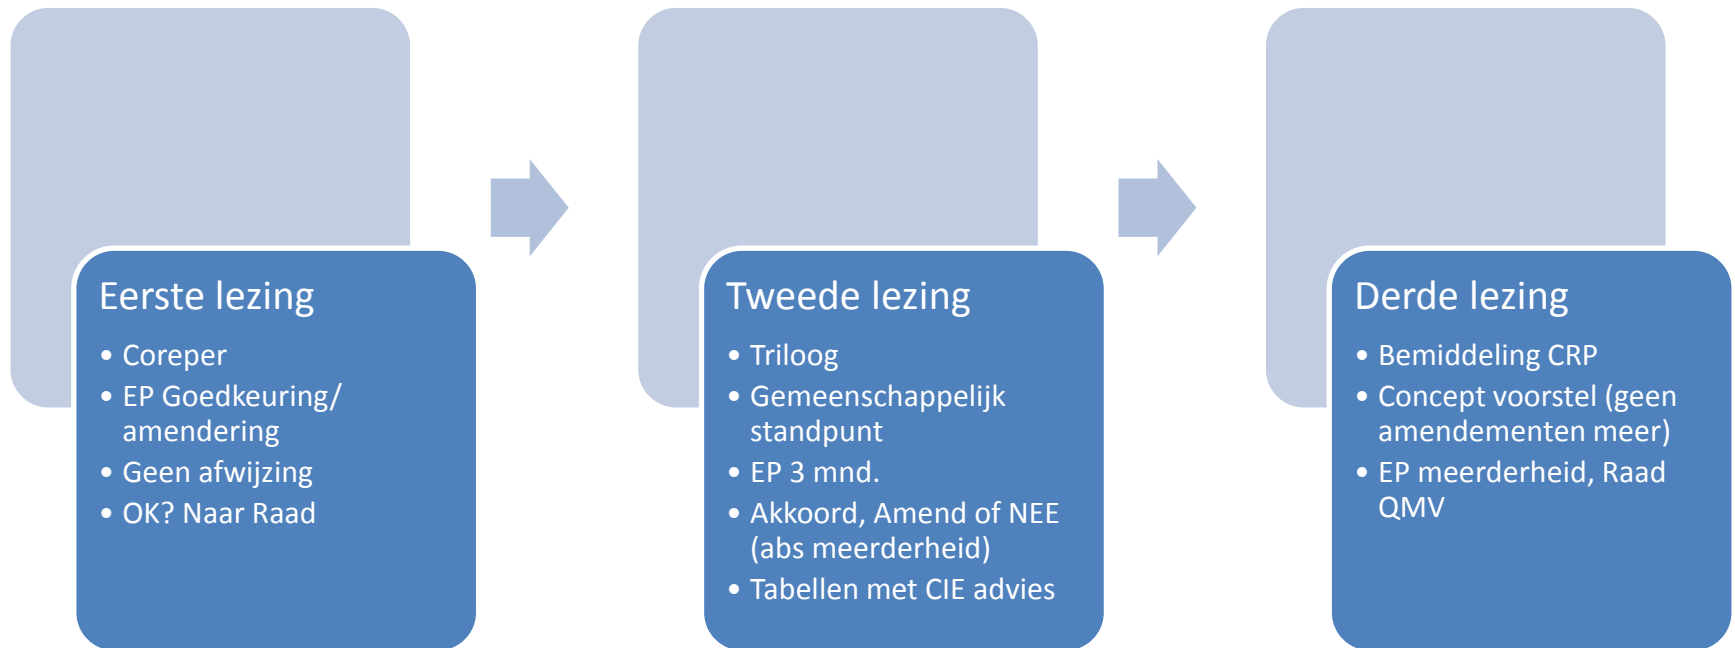 Eerste lezing
• Coreper
• EP Goedkeuring/
amendering
• Geen afwijzing
• OK? Naar Raad
Tweede lezing
• Triloog
• Gemeenschappelijk
standpunt
• EP 3 mnd.
• Akkoord, Amend of NEE
(abs meerderheid)
• Tabellen met CIE advies
Derde lezing
• Bemiddeling CRP
• Concept voorstel (geen
amendementen meer)
• EP meerderheid, Raad
QMV